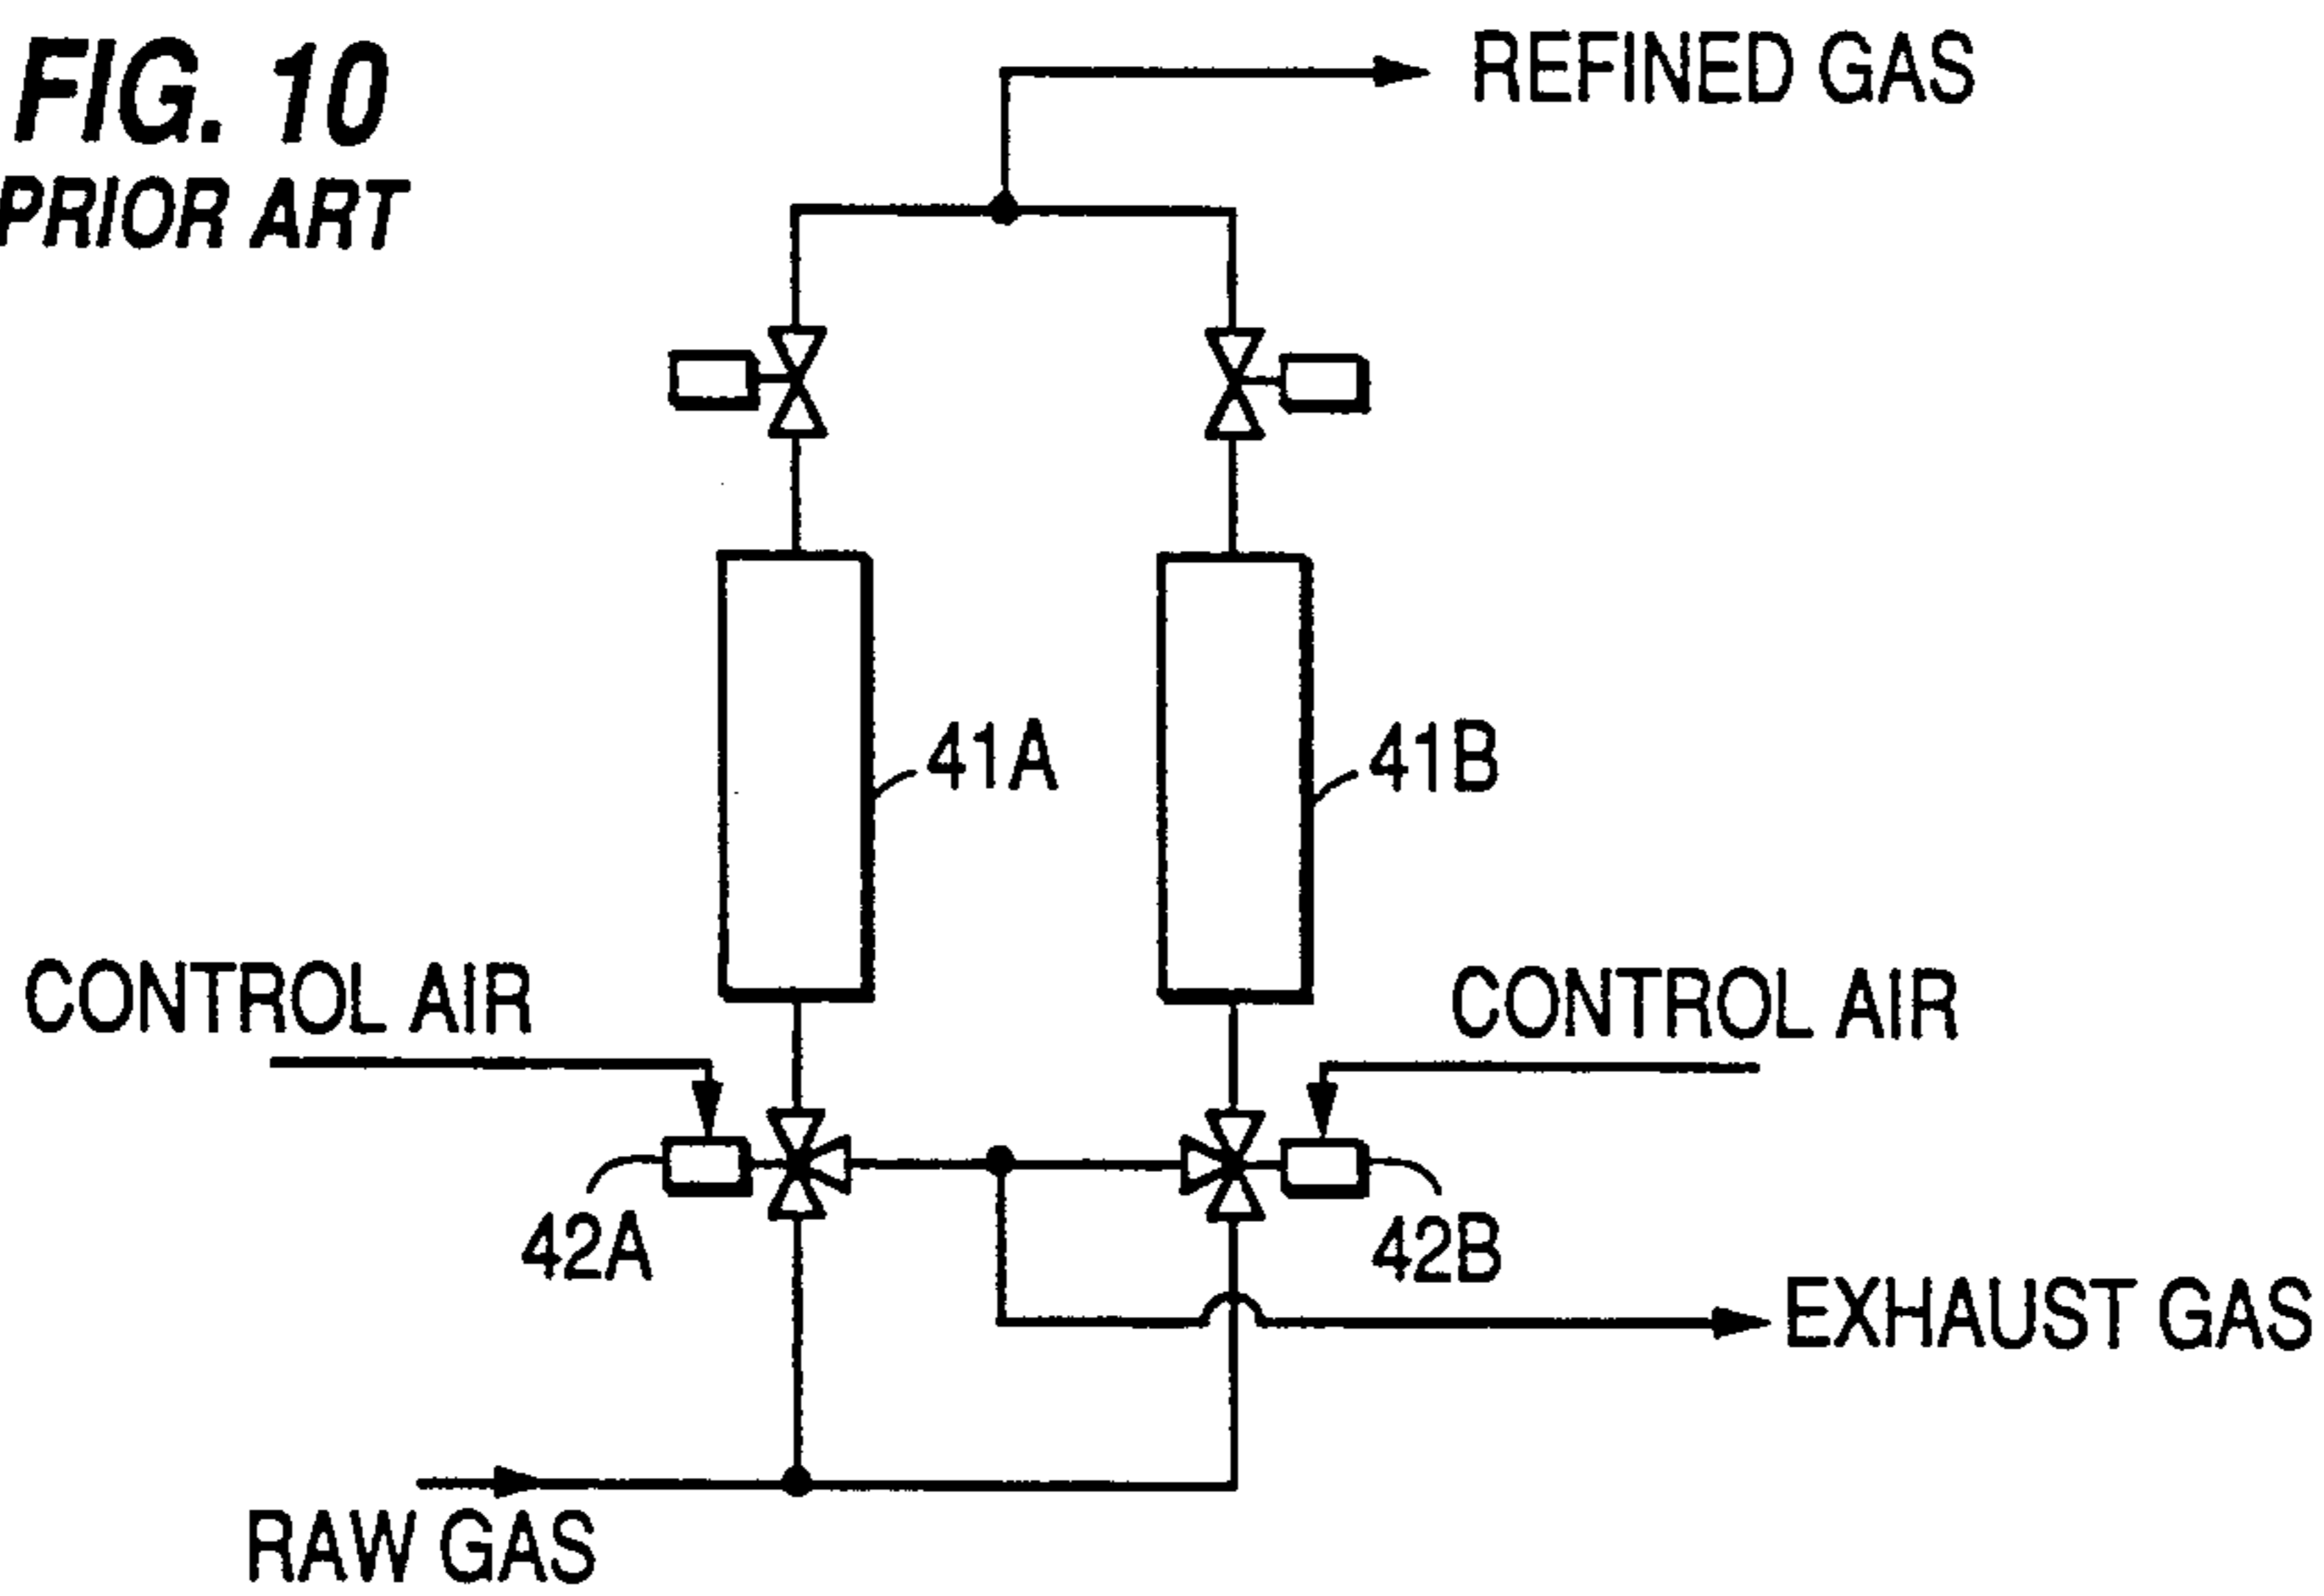 FIG. 10
PRIOR ART
REFINED GAS
41A
41B
CONTROL AIR
CONTROL AIR
42A
42B
EXHAUST GAS
RAW GAS